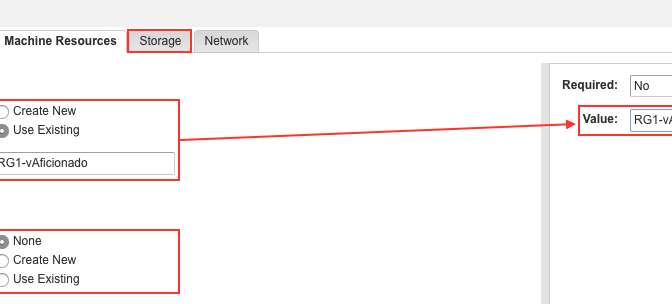 Machine Resources Storage Network
Create New
Use Existing
RG1-vAficionado
None
Create New
Use Existing
Required: No
Value: RG1-vA